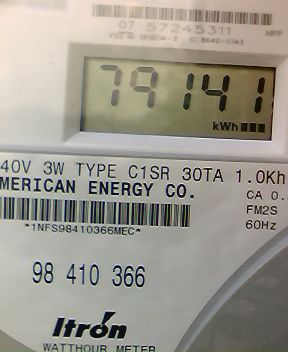 07 57245311
HPP
79141
kWh
40V 3W TYPE C1SR 30TA 1.0Kh
MERICAN ENERGY CO.
CA 0.
FM2S
60Hz
*1NFS98410366MEC*
98 410 366
Itron
WATTHOUR METER